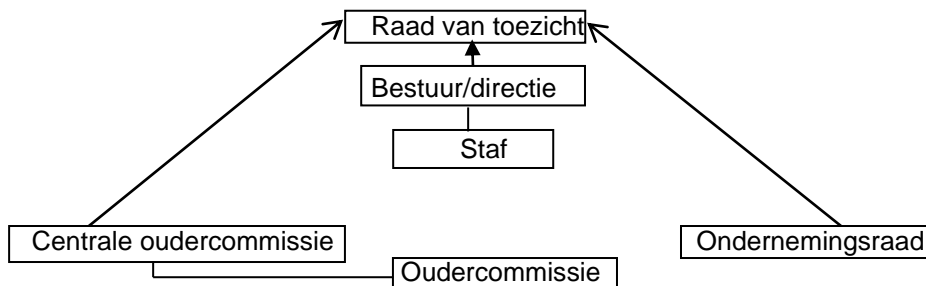 Raad van toezicht
Bestuur/directie
Staf
Centrale oudercommissie
Ondernemingsraad
Oudercommissie